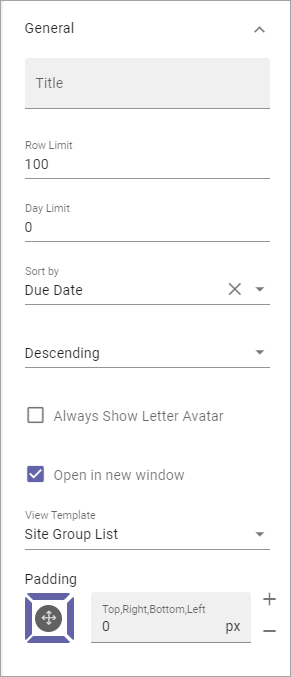 General
Title
Row Limit
100
Day Limit
0
Sort by
Due Date
Descending
Always Show Letter Avatar
Open in new window
View Template
Site Group List
Padding
Top,Right,Bottom,Left
0 px